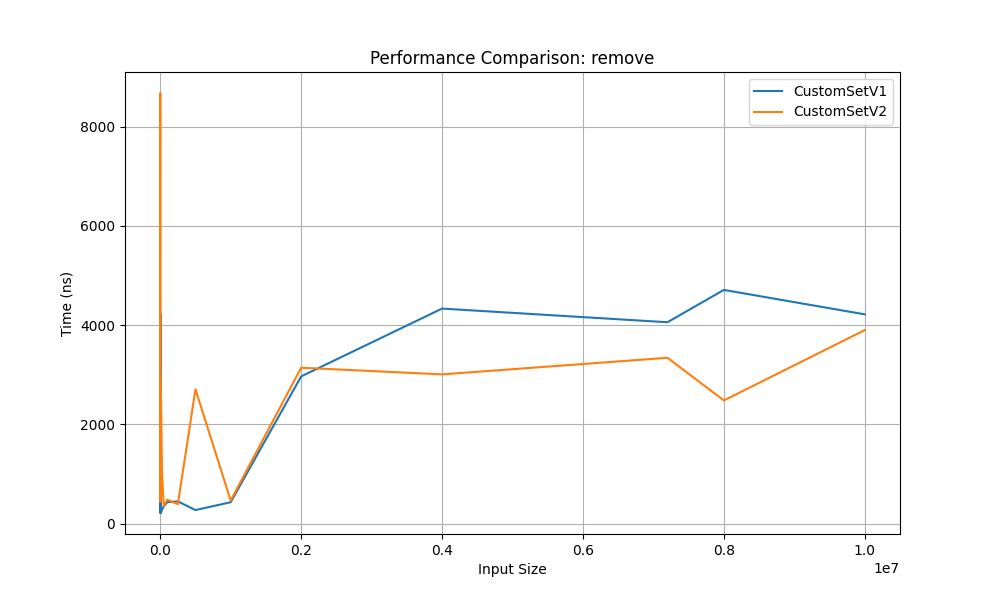 Performance Comparison: remove
CustomSetV1
CustomSetV2
8000
6000
4000
2000
0
Time (ns)
0.0 0.2 0.4 0.6 0.8 1.0
1e7
Input Size